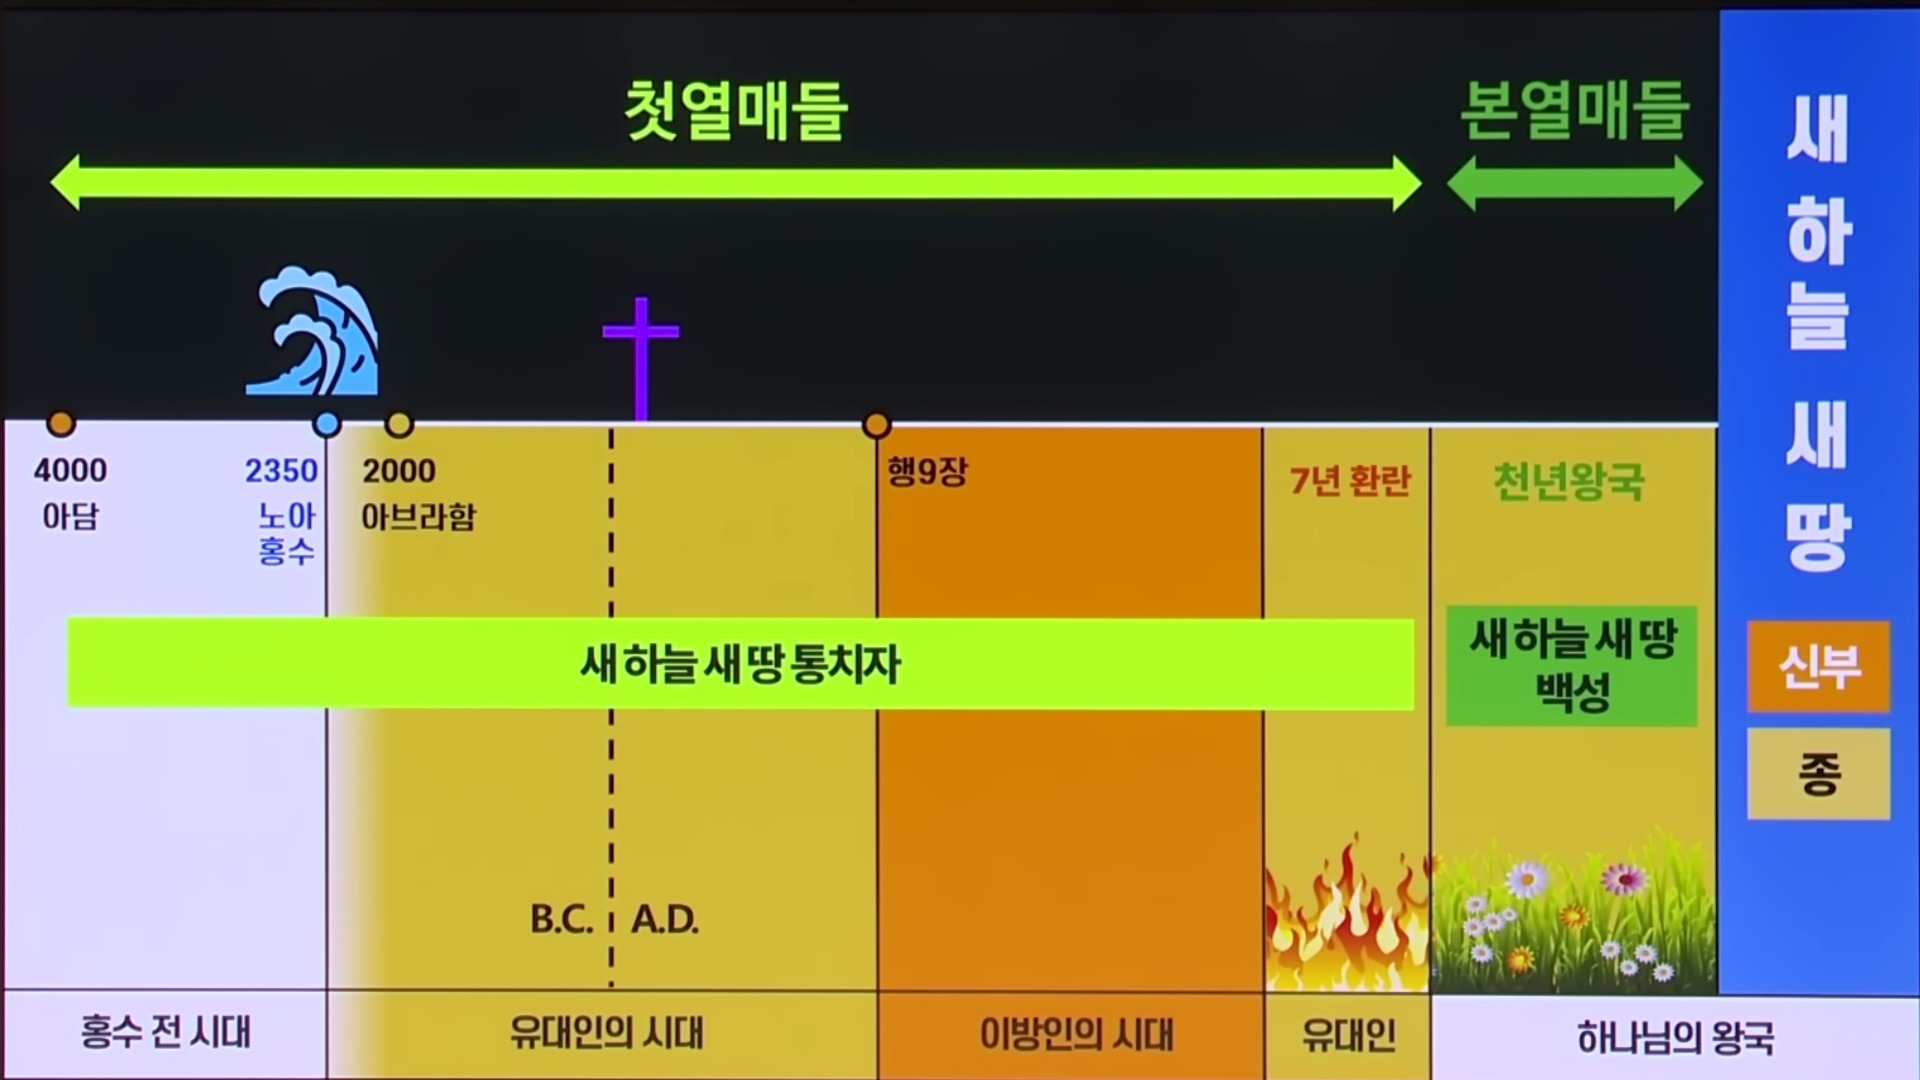 첫열매들
본열매들
새
하
늘
새
땅
4000
아담
2350
노아
홍수
2000
아브라함
행9장
7년 환란
천년왕국
새 하늘 새 땅 통치자
새 하늘 새 땅
백성
신부
종
B.C.
A.D.
홍수 전 시대
유대인의 시대
이방인의 시대
유대인
하나님의 왕국